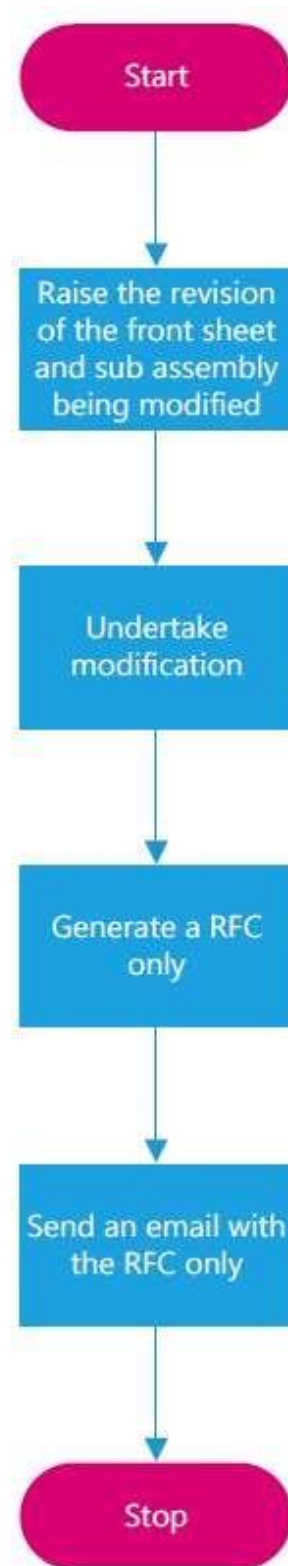 Start
Raise the revision
of the front sheet
and sub assembly
being modified
Undertake
modification
Generate a RFC
only
Send an email with
the RFC only
Stop